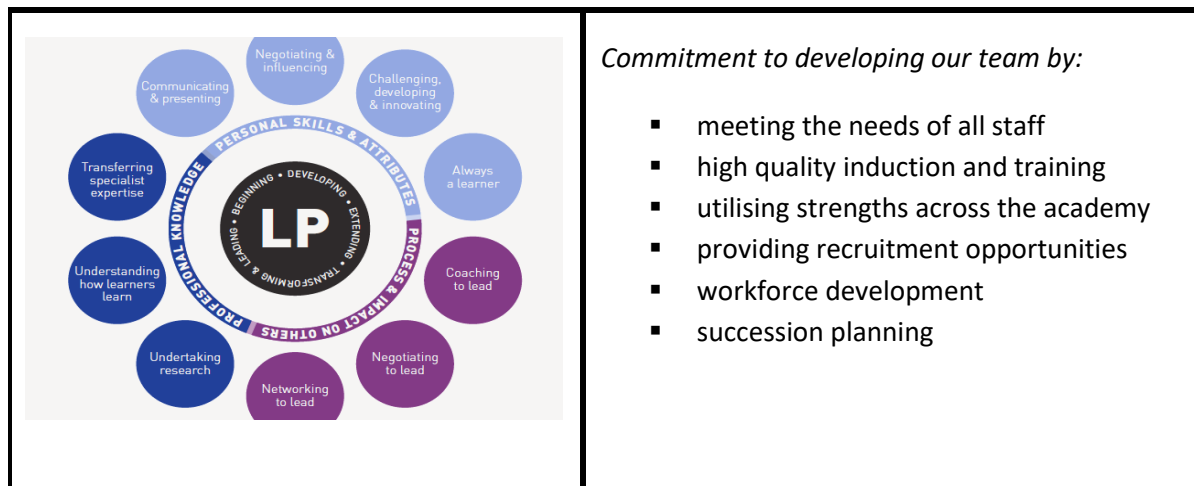 Negotiating &
influencing
Communicating
& presenting
Challenging,
developing
& innovating
Transferring
specialist
expertise
Always
a learner
Understanding
how learners
learn
Coaching
to lead
Undertaking
research
Negotiating
to lead
Networking
to lead
PERSONAL SKILLS & ATTRIBUTES
PROCESS & IMPACT ON OTHERS
PROFESSIONAL KNOWLEDGE
BEGINNING • DEVELOPING • EXTENDING • TRANSFORMING & LEADING •
LP
Commitment to developing our team by:
▪ meeting the needs of all staff
▪ high quality induction and training
▪ utilising strengths across the academy
▪ providing recruitment opportunities
▪ workforce development
▪ succession planning